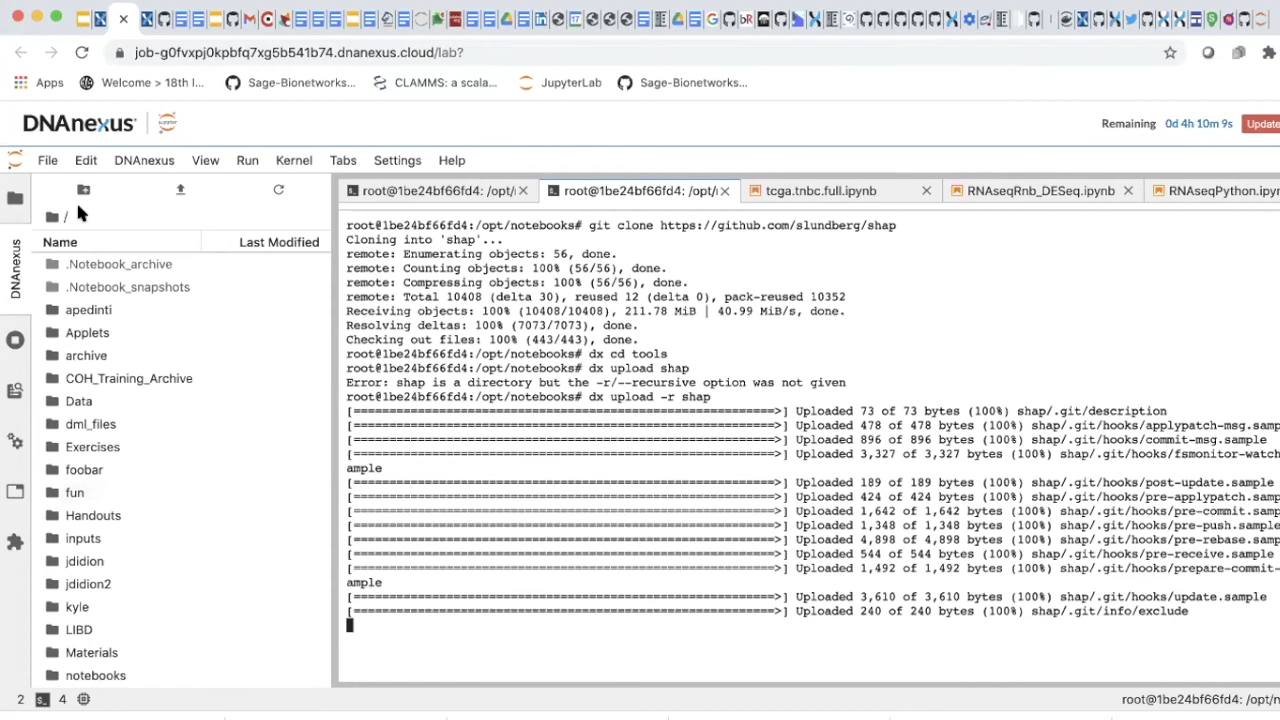 job-g0fvxpj0kpbfq7xg5b541b74.dnanexus.cloud/lab?
Apps Welcome > 18th l... Sage-Bionetworks... CLAMMS: a scala... JupyterLab Sage-Bionetworks...
DNAnexus Remaining 0d 4h 10m 9s Update
File Edit DNAnexus View Run Kernel Tabs Settings Help
root@1be24bf66fd4: /opt/ root@1be24bf66fd4: /opt/ tcga.tnbc.full.ipynb RNAseqRnb_DESeq.ipynb RNAseqPython.ipyn
/
Name Last Modified
DNAnexus
.Notebook_archive
.Notebook_snapshots
apedinti
Applets
archive
COH_Training_Archive
Data
dml_files
Exercises
foobar
fun
Handouts
inputs
jdidion
jdidion2
kyle
LIBD
Materials
notebooks
root@1be24bf66fd4:/opt/notebooks# git clone https://github.com/slundberg/shap
Cloning into 'shap'...
remote: Enumerating objects: 56, done.
remote: Counting objects: 100% (56/56), done.
remote: Compressing objects: 100% (56/56), done.
remote: Total 10408 (delta 30), reused 12 (delta 0), pack-reused 10352
Receiving objects: 100% (10408/10408), 211.78 MiB | 40.99 MiB/s, done.
Resolving deltas: 100% (7073/7073), done.
Checking out files: 100% (443/443), done.
root@1be24bf66fd4:/opt/notebooks# dx cd tools
root@1be24bf66fd4:/opt/notebooks# dx upload shap
Error: shap is a directory but the -r/--recursive option was not given
root@1be24bf66fd4:/opt/notebooks# dx upload -r shap
[===========================================================>] Uploaded 73 of 73 bytes (100%) shap/.git/description
[===========================================================>] Uploaded 478 of 478 bytes (100%) shap/.git/hooks/applypatch-msg.samp
[===========================================================>] Uploaded 896 of 896 bytes (100%) shap/.git/hooks/commit-msg.sample
[===========================================================>] Uploaded 3,327 of 3,327 bytes (100%) shap/.git/hooks/fsmonitor-watch
ample
[===========================================================>] Uploaded 189 of 189 bytes (100%) shap/.git/hooks/post-update.sample
[===========================================================>] Uploaded 424 of 424 bytes (100%) shap/.git/hooks/pre-applypatch.samp
[===========================================================>] Uploaded 1,642 of 1,642 bytes (100%) shap/.git/hooks/pre-commit.samp
[===========================================================>] Uploaded 1,348 of 1,348 bytes (100%) shap/.git/hooks/pre-push.sample
[===========================================================>] Uploaded 4,898 of 4,898 bytes (100%) shap/.git/hooks/pre-rebase.samp
[===========================================================>] Uploaded 544 of 544 bytes (100%) shap/.git/hooks/pre-receive.sample
[===========================================================>] Uploaded 1,492 of 1,492 bytes (100%) shap/.git/hooks/prepare-commit-
ample
[===========================================================>] Uploaded 3,610 of 3,610 bytes (100%) shap/.git/hooks/update.sample
[===========================================================>] Uploaded 240 of 240 bytes (100%) shap/.git/info/exclude
2 4 root@1be24bf66fd4: /opt/n